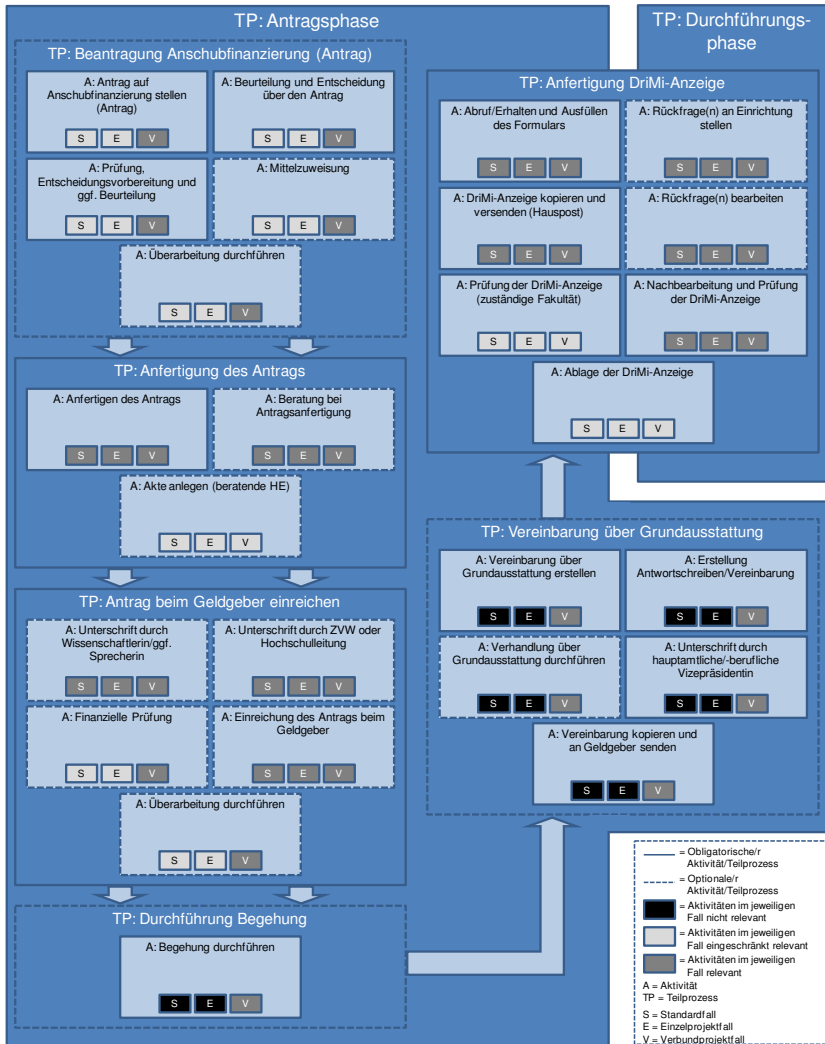 TP: Antragsphase
TP: Beantragung Anschubfinanzierung (Antrag)
A: Antrag auf
Anschubfinanzierung stellen
(Antrag)
S E V
A: Beurteilung und Entscheidung
über den Antrag
S E V
A: Prüfung,
Entscheidungsvorbereitung und
ggf. Beurteilung
S E V
A: Mittelzuweisung
S E V
A: Überarbeitung durchführen
S E V
TP: Anfertigung des Antrags
A: Anfertigen des Antrags
S E V
A: Beratung bei
Antragsanfertigung
S E V
A: Akte anlegen (beratende HE)
S E V
TP: Antrag beim Geldgeber einreichen
A: Unterschrift durch
Wissenschaftlerin/ggf.
Sprecherin
S E V
A: Unterschrift durch ZVW oder
Hochschulleitung
S E V
A: Finanzielle Prüfung
S E V
A: Einreichung des Antrags beim
Geldgeber
S E V
A: Überarbeitung durchführen
S E V
TP: Durchführung Begehung
A: Begehung durchführen
S E V
TP: Vereinbarung über Grundausstattung
A: Vereinbarung über
Grundausstattung erstellen
S E V
A: Erstellung
Antwortschreiben/Vereinbarung
S E V
A: Verhandlung über
Grundausstattung durchführen
S E V
A: Unterschrift durch
hauptamtliche/-berufliche
Vizepräsidentin
S E V
A: Vereinbarung kopieren und
an Geldgeber senden
S E V
TP: Durchführungs-
phase
TP: Anfertigung DriMi-Anzeige
A: Abruf/Erhalten und Ausfüllen
des Formulars
S E V
A: Rückfrage(n) an Einrichtung
stellen
S E V
A: DriMi-Anzeige kopieren und
versenden (Hauspost)
S E V
A: Rückfrage(n) bearbeiten
S E V
A: Prüfung der DriMi-Anzeige
(zuständige Fakultät)
S E V
A: Nachbearbeitung und Prüfung
der DriMi-Anzeige
S E V
A: Ablage der DriMi-Anzeige
S E V
= Obligatorische/r
Aktivität/Teilprozess
= Optionale/r
Aktivität/Teilprozess
= Aktivitäten im jeweiligen
Fall nicht relevant
= Aktivitäten im jeweiligen
Fall eingeschränkt relevant
= Aktivitäten im jeweiligen
Fall relevant
A = Aktivität
TP = Teilprozess
S = Standardfall
E = Einzelprojektfall
V = Verbundprojektfall